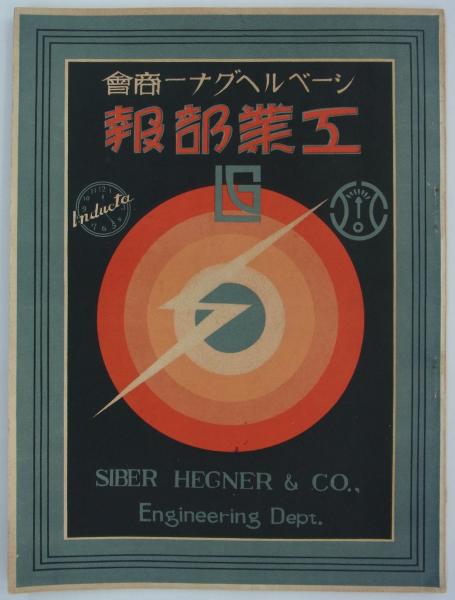 シーベルヘグナー商會
工業部報
Inducta
SIBER HEGNER & CO.,
Engineering Dept.